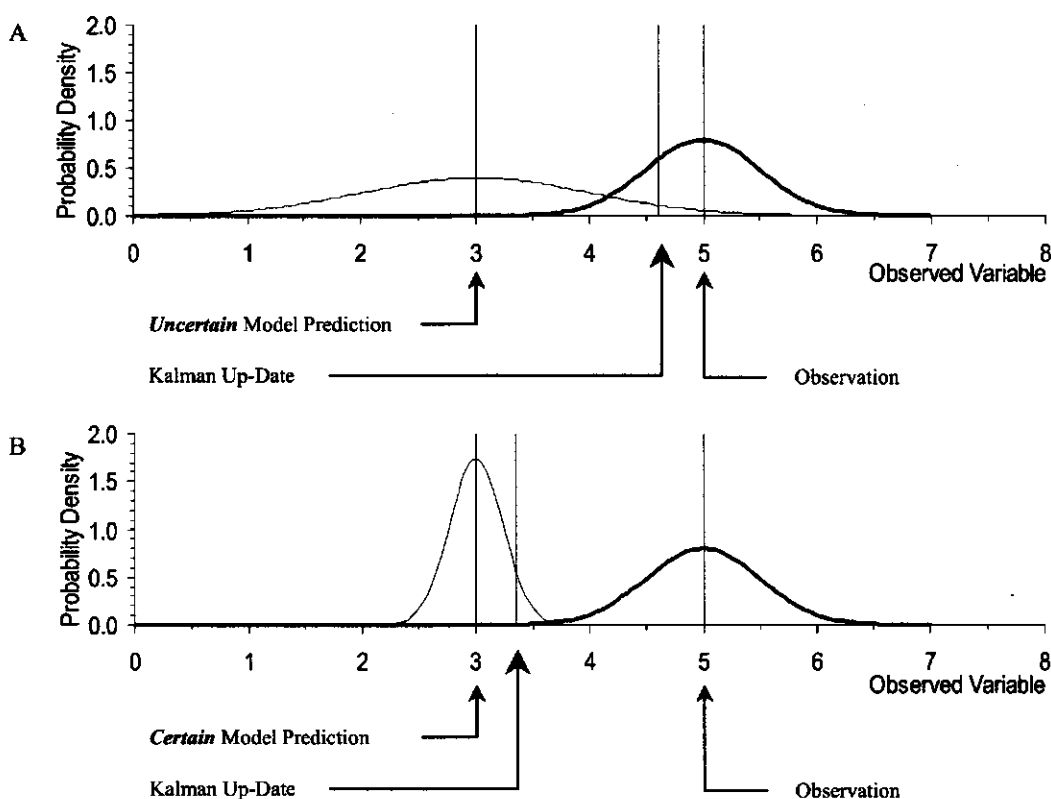 A
Probability Density
2.0
1.5
1.0
0.5
0.0
0 1 2 3 4 5 6 7 8
Observed Variable
Uncertain Model Prediction
Kalman Up-Date
Observation
B
Probability Density
2.0
1.5
1.0
0.5
0.0
0 1 2 3 4 5 6 7 8
Observed Variable
Certain Model Prediction
Kalman Up-Date
Observation